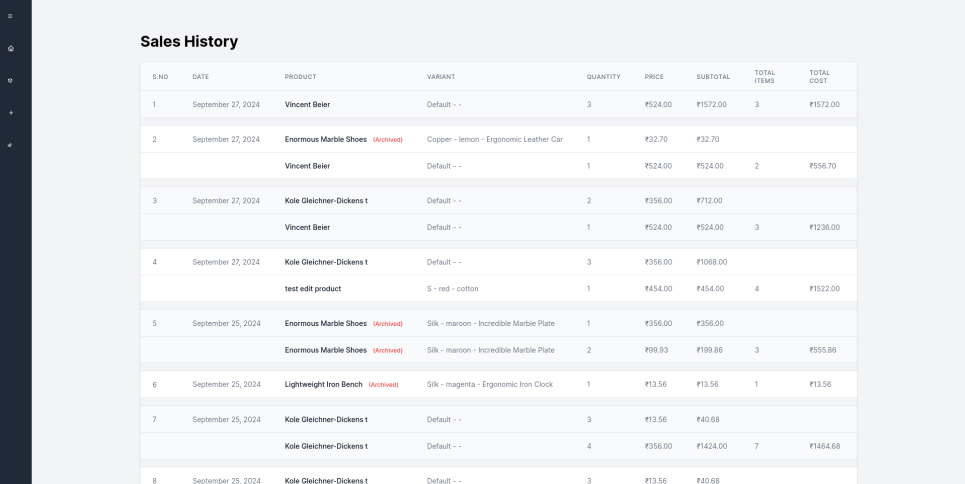 Sales History
S.NO DATE PRODUCT VARIANT QUANTITY PRICE SUBTOTAL TOTAL ITEMS TOTAL COST
1 September 27, 2024 Vincent Beier Default - - 3 ₹524.00 ₹1572.00 3 ₹1572.00
2 September 27, 2024 Enormous Marble Shoes (Archived) Copper - lemon - Ergonomic Leather Car 1 ₹32.70 ₹32.70
Vincent Beier Default - - 1 ₹524.00 ₹524.00 2 ₹556.70
3 September 27, 2024 Kole Gleichner-Dickens t Default - - 2 ₹356.00 ₹712.00
Vincent Beier Default - - 1 ₹524.00 ₹524.00 3 ₹1236.00
4 September 27, 2024 Kole Gleichner-Dickens t Default - - 3 ₹356.00 ₹1068.00
test edit product S - red - cotton 1 ₹454.00 ₹454.00 4 ₹1522.00
5 September 25, 2024 Enormous Marble Shoes (Archived) Silk - maroon - Incredible Marble Plate 1 ₹356.00 ₹356.00
Enormous Marble Shoes (Archived) Silk - maroon - Incredible Marble Plate 2 ₹99.93 ₹199.86 3 ₹555.86
6 September 25, 2024 Lightweight Iron Bench (Archived) Silk - magenta - Ergonomic Iron Clock 1 ₹13.56 ₹13.56 1 ₹13.56
7 September 25, 2024 Kole Gleichner-Dickens t Default - - 3 ₹13.56 ₹40.68
Kole Gleichner-Dickens t Default - - 4 ₹356.00 ₹1424.00 7 ₹1464.68
8 September 25, 2024 Kole Gleichner-Dickens t Default - - 3 ₹13.56 ₹40.68